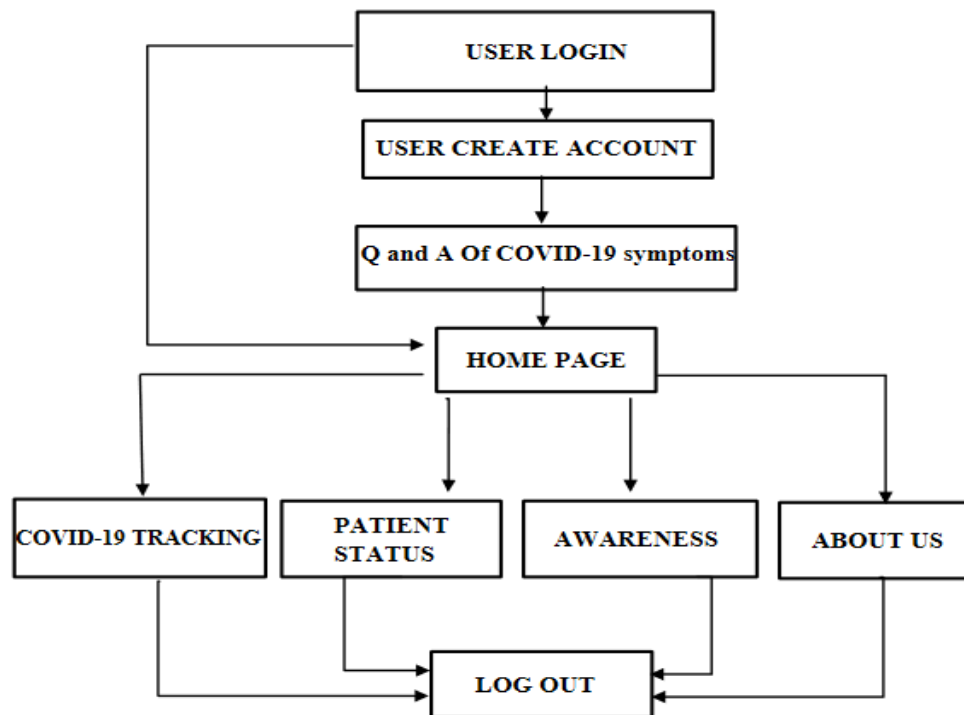 USER LOGIN
USER CREATE ACCOUNT
Q and A Of COVID-19 symptoms
HOME PAGE
COVID-19 TRACKING
PATIENT
STATUS
AWARENESS
ABOUT US
LOG OUT